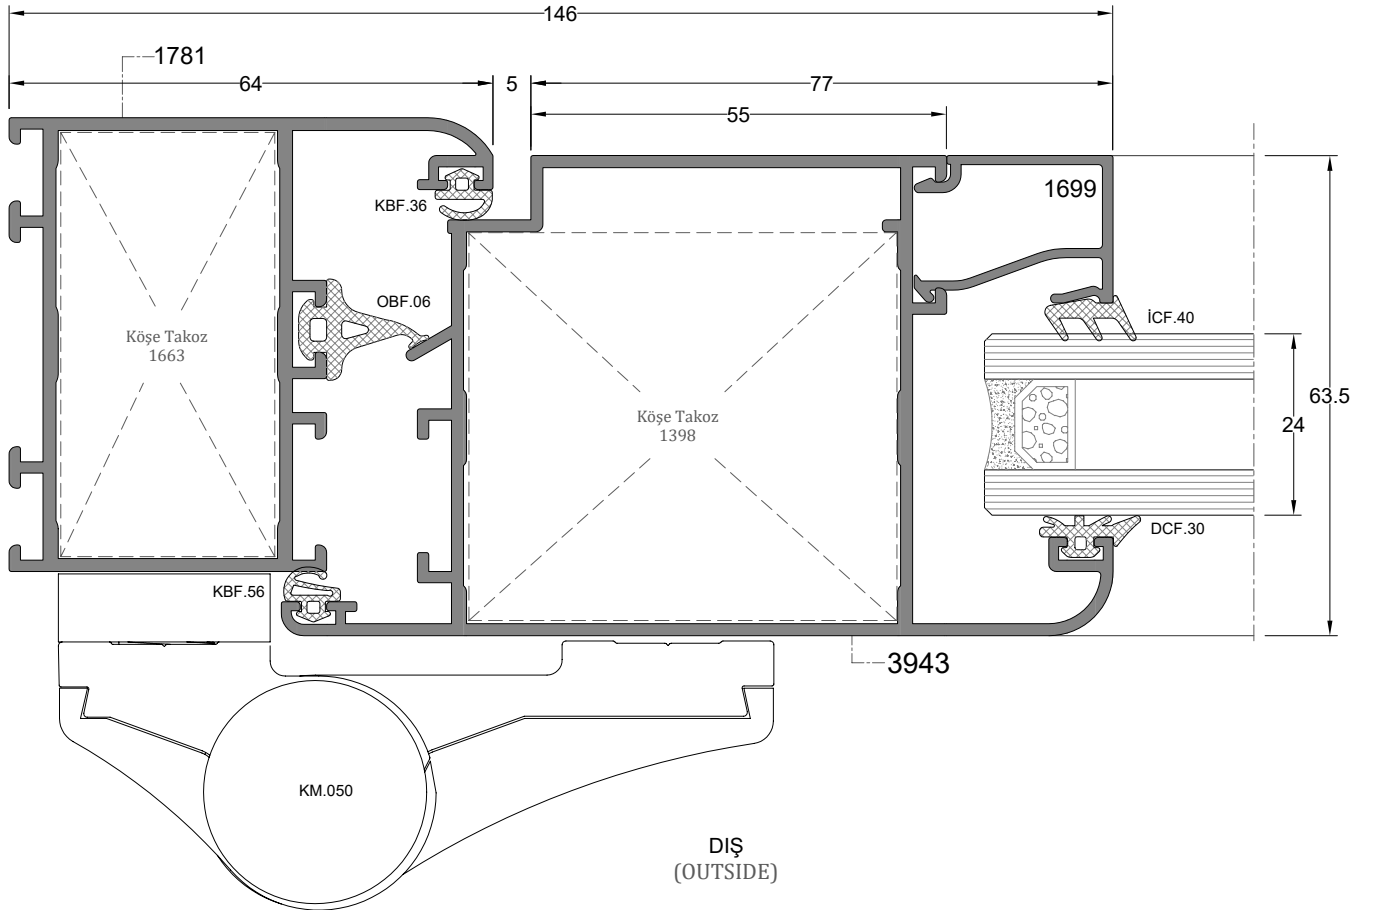 146
1781
64
5
77
55
1699
KBF.36
OBF.06
İCF.40
Köşe Takoz
1663
63.5
24
Köşe Takoz
1398
DCF.30
KBF.56
3943
KM.050
DIŞ
(OUTSIDE)